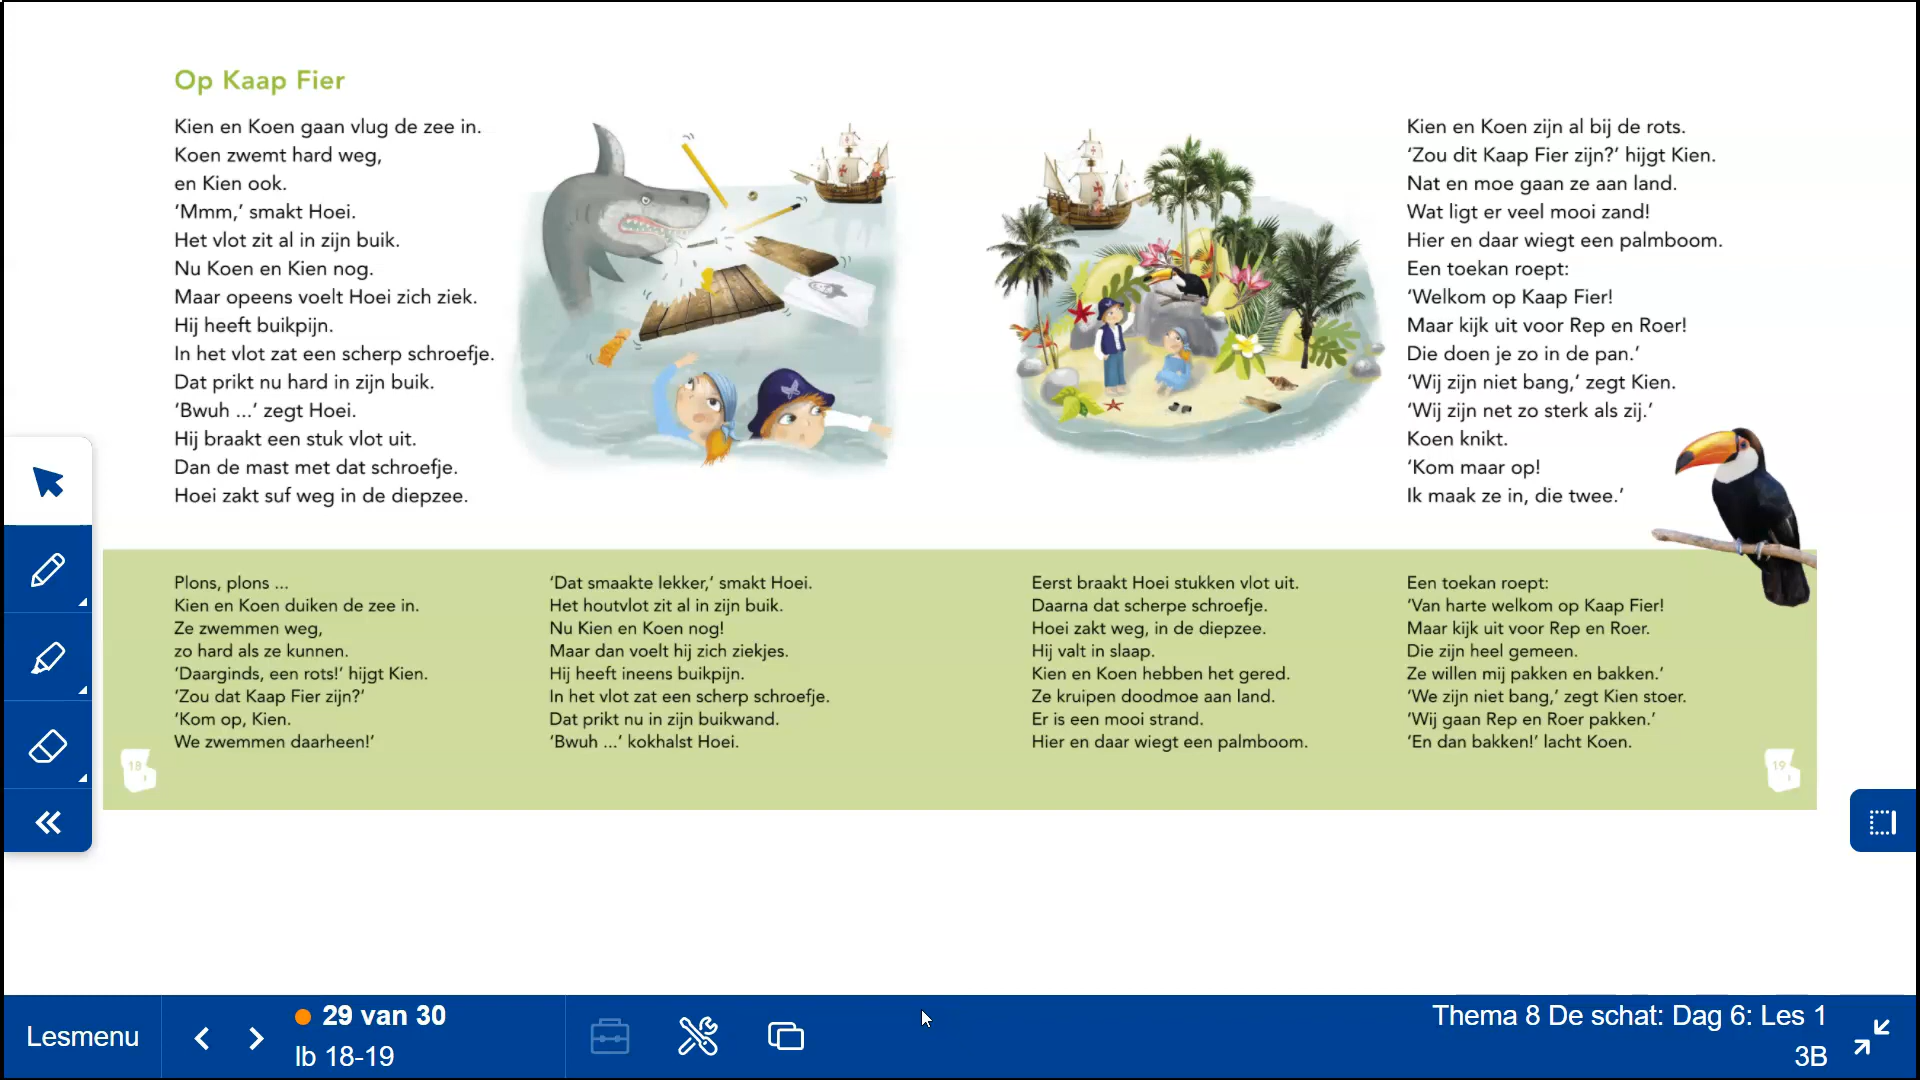 Op Kaap Fier
Kien en Koen gaan vlug de zee in.
Koen zwemt hard weg,
en Kien ook.
‘Mmm,’ smakt Hoei.
Het vlot zit al in zijn buik.
Nu Koen en Kien nog.
Maar opeens voelt Hoei zich ziek.
Hij heeft buikpijn.
In het vlot zat een scherp schroefje.
Dat prikt nu hard in zijn buik.
‘Bwuh ...’ zegt Hoei.
Hij braakt een stuk vlot uit.
Dan de mast met dat schroefje.
Hoei zakt suf weg in de diepzee.
Kien en Koen zijn al bij de rots.
‘Zou dit Kaap Fier zijn?’ hijgt Kien.
Nat en moe gaan ze aan land.
Wat ligt er veel mooi zand!
Hier en daar wiegt een palmboom.
Een toekan roept:
‘Welkom op Kaap Fier!
Maar kijk uit voor Rep en Roer!
Die doen je zo in de pan.’
‘Wij zijn niet bang,’ zegt Kien.
‘Wij zijn net zo sterk als zij.’
Koen knikt.
‘Kom maar op!
Ik maak ze in, die twee.’
Plons, plons ...
Kien en Koen duiken de zee in.
Ze zwemmen weg,
zo hard als ze kunnen.
‘Daarginds, een rots!’ hijgt Kien.
‘Zou dat Kaap Fier zijn?’
‘Kom op, Kien.
We zwemmen daarheen!’
18
‘Dat smaakte lekker,’ smakt Hoei.
Het houtvlot zit al in zijn buik.
Nu Kien en Koen nog!
Maar dan voelt hij zich ziekjes.
Hij heeft ineens buikpijn.
In het vlot zat een scherp schroefje.
Dat prikt nu in zijn buikwand.
‘Bwuh ...’ kokhalst Hoei.
Eerst braakt Hoei stukken vlot uit.
Daarna dat scherpe schroefje.
Hoei zakt weg, in de diepzee.
Hij valt in slaap.
Kien en Koen hebben het gered.
Ze kruipen doodmoe aan land.
Er is een mooi strand.
Hier en daar wiegt een palmboom.
Een toekan roept:
‘Van harte welkom op Kaap Fier!
Maar kijk uit voor Rep en Roer.
Die zijn heel gemeen.
Ze willen mij pakken en bakken.’
‘We zijn niet bang,’ zegt Kien stoer.
‘Wij gaan Rep en Roer pakken.’
‘En dan bakken!’ lacht Koen.
19
Lesmenu
29 van 30
lb 18-19
Thema 8 De schat: Dag 6: Les 1
3B